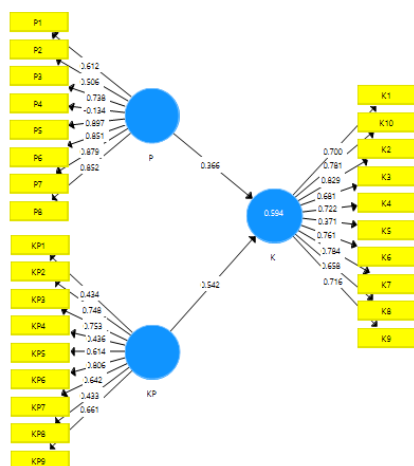 P1
P2
P3
P4
P5
P6
P7
P8
0.612
0.506
0.738
-0.134
0.897
0.851
0.879
0.852
P
0.366
KP1
KP2
KP3
KP4
KP5
KP6
KP7
KP8
KP9
0.434
0.748
0.753
0.436
0.614
0.806
0.642
0.433
0.661
KP
0.542
0.594
K
0.700
0.781
0.829
0.681
0.722
0.371
0.761
0.784
0.658
0.716
K1
K10
K2
K3
K4
K5
K6
K7
K8
K9